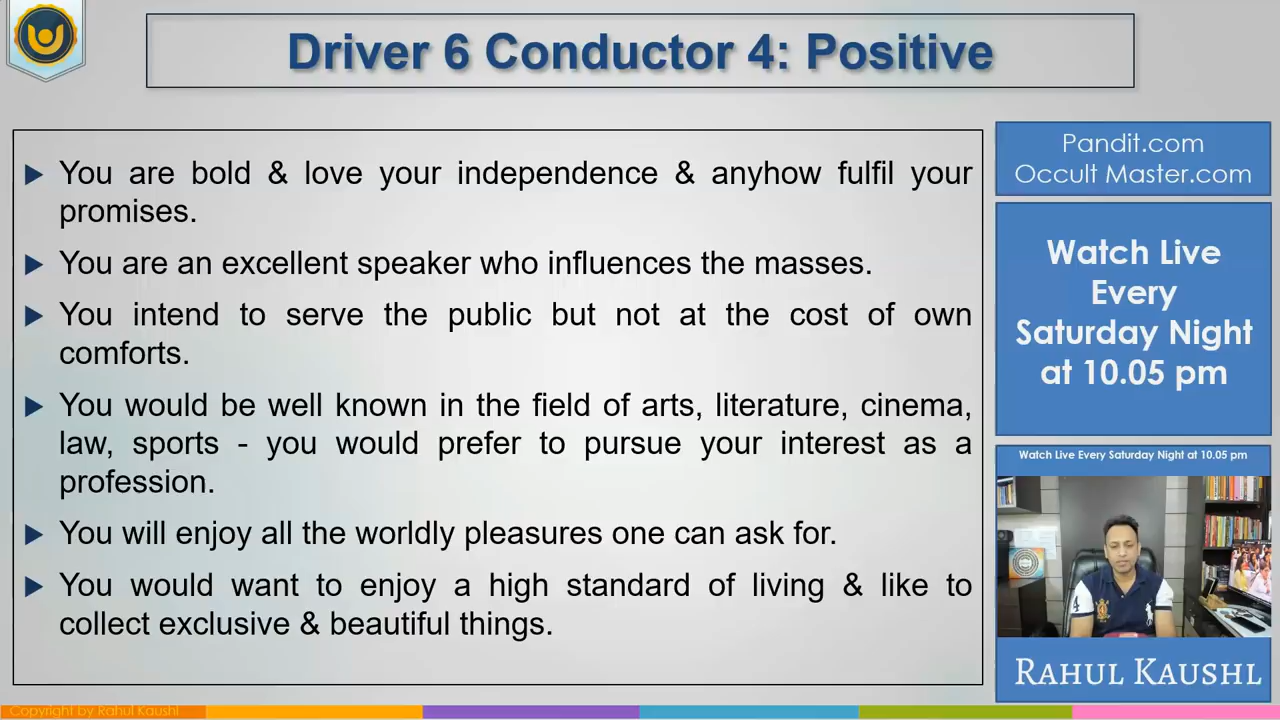 Driver 6 Conductor 4: Positive
You are bold & love your independence & anyhow fulfil your
promises.
You are an excellent speaker who influences the masses.
You intend to serve the public but not at the cost of own
comforts.
You would be well known in the field of arts, literature, cinema,
law, sports - you would prefer to pursue your interest as a
profession.
You will enjoy all the worldly pleasures one can ask for.
You would want to enjoy a high standard of living & like to
collect exclusive & beautiful things.
Pandit.com
Occult Master.com
Watch Live
Every
Saturday Night
at 10.05 pm
Watch Live Every Saturday Night at 10.05 pm
4
Rahul Kaushl
Copyright by Rahul Kaushl